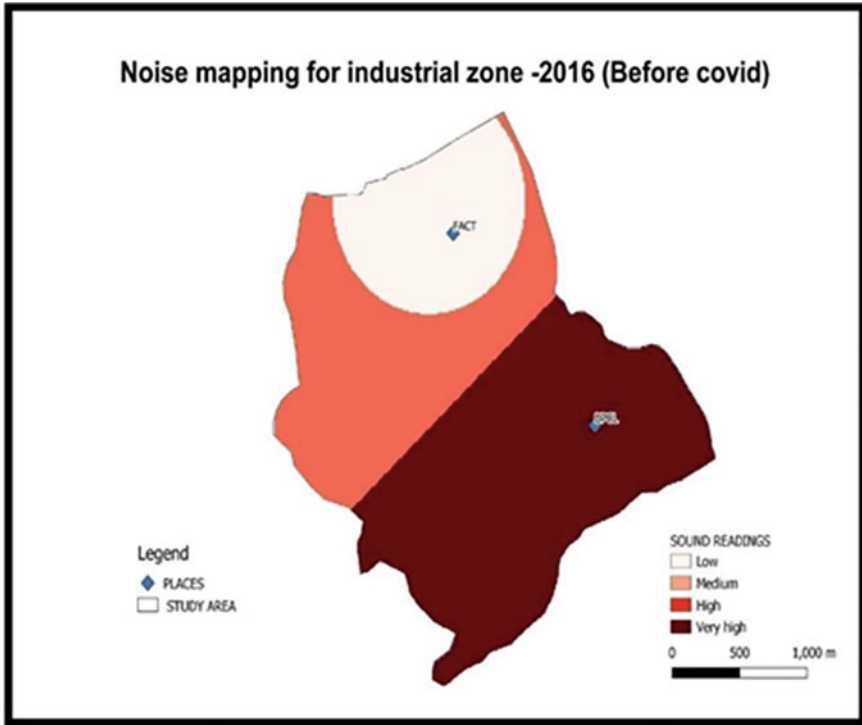 Noise mapping for industrial zone -2016 (Before covid)
FACT
Legend
PLACES
STUDY AREA
SOUND READINGS
Low
Medium
High
Very high
0 500 1,000 m